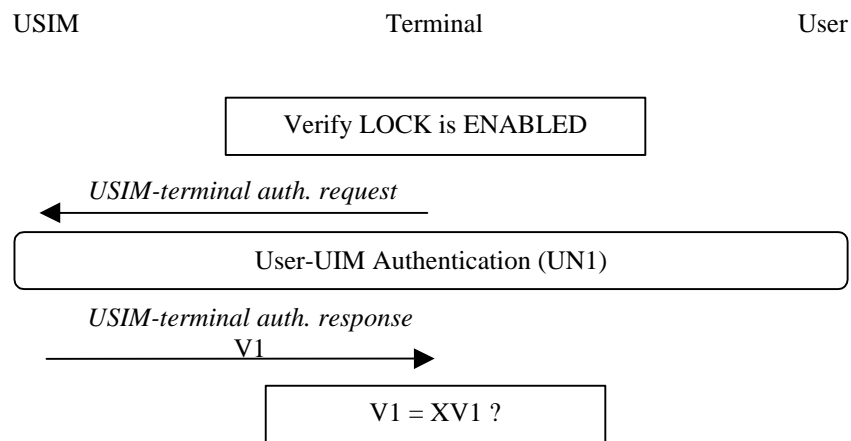 USIM Terminal User
Verify LOCK is ENABLED
USIM-terminal auth. request
User-UIM Authentication (UN1)
USIM-terminal auth. response
V1
V1 = XV1 ?